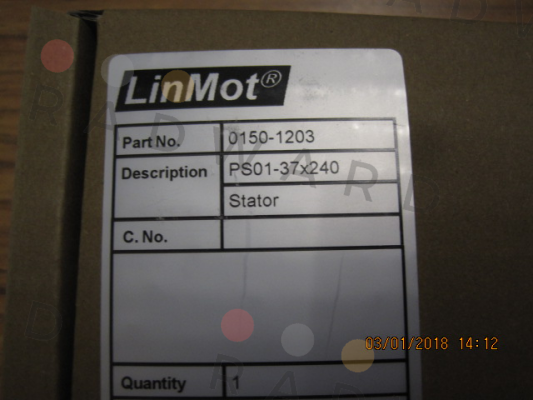 LinMot®
Part No. 0150-1203
Description PS01-37x240
Stator
C. No.
03/01/2018 14:12
Quantity 1